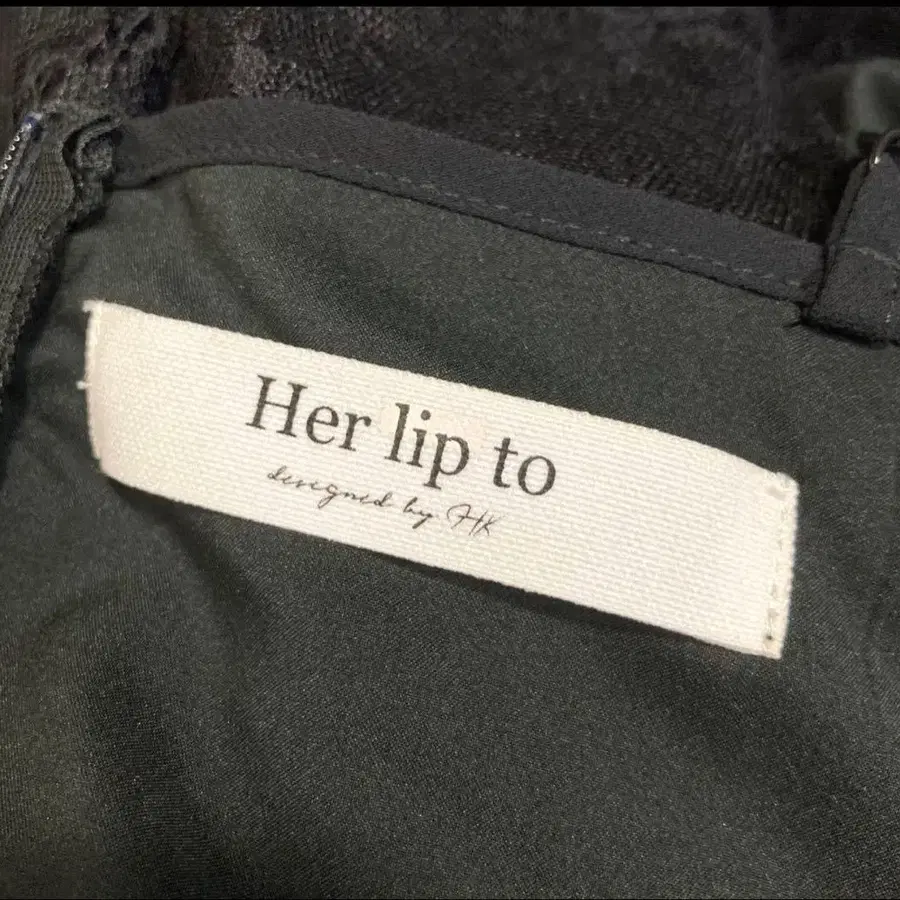 Her lip to
designed by HK